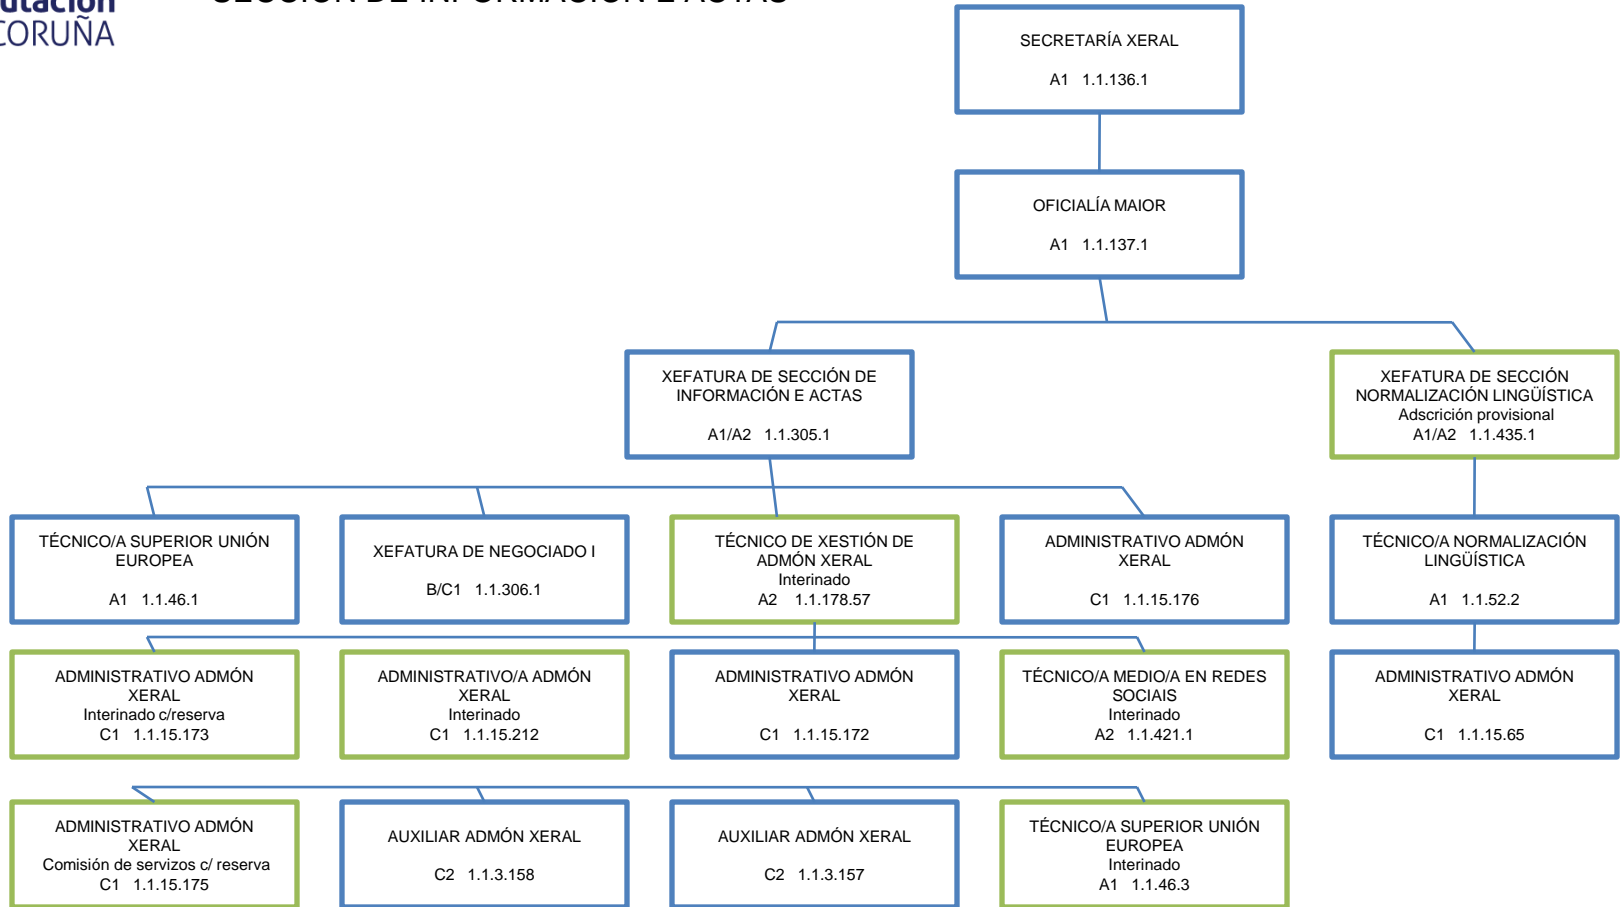 CORUÑA
SECCIÓN DE INFORMACIÓN E ACTAS
SECRETARÍA XERAL
A1 1.1.136.1
OFICIALÍA MAIOR
A1 1.1.137.1
XEFATURA DE SECCIÓN DE
INFORMACIÓN E ACTAS
A1/A2 1.1.305.1
XEFATURA DE SECCIÓN
NORMALIZACIÓN LINGÜÍSTICA
Adscrición provisional
A1/A2 1.1.435.1
TÉCNICO/A SUPERIOR UNIÓN
EUROPEA
A1 1.1.46.1
XEFATURA DE NEGOCIADO I
B/C1 1.1.306.1
TÉCNICO DE XESTIÓN DE
ADMÓN XERAL
Interinado
A2 1.1.178.57
ADMINISTRATIVO ADMÓN
XERAL
C1 1.1.15.176
TÉCNICO/A NORMALIZACIÓN
LINGÜÍSTICA
A1 1.1.52.2
ADMINISTRATIVO ADMÓN
XERAL
Interinado c/reserva
C1 1.1.15.173
ADMINISTRATIVO/A ADMÓN
XERAL
Interinado
C1 1.1.15.212
ADMINISTRATIVO ADMÓN
XERAL
C1 1.1.15.172
TÉCNICO/A MEDIO/A EN REDES
SOCIAIS
Interinado
A2 1.1.421.1
ADMINISTRATIVO ADMÓN
XERAL
C1 1.1.15.65
ADMINISTRATIVO ADMÓN
XERAL
Comisión de servizos c/ reserva
C1 1.1.15.175
AUXILIAR ADMÓN XERAL
C2 1.1.3.158
AUXILIAR ADMÓN XERAL
C2 1.1.3.157
TÉCNICO/A SUPERIOR UNIÓN
EUROPEA
Interinado
A1 1.1.46.3